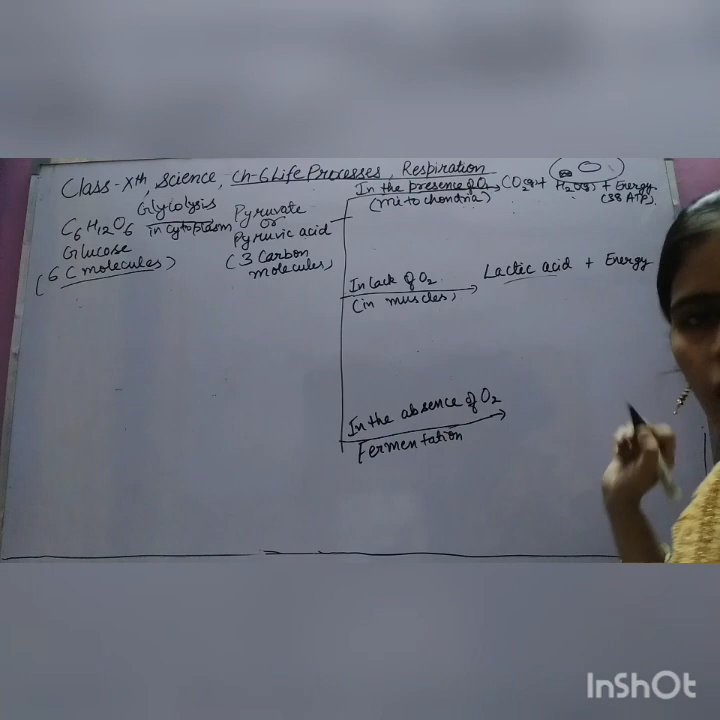 Class-Xth, Science, Ch-6 Life Processes, Respiration
C6H12O6
Glucose
(6 C molecules)
Glycolysis
in cytoplasm
Pyruvate
or
Pyruvic acid
(3 Carbon
molecules)
In the presence of O2
(mitochondria)
CO2(g) + H2O(g) + Energy
(38 ATP)
In lack of O2
(in muscles)
Lactic acid + Energy
In the absence of O2
Fermentation
InShOt